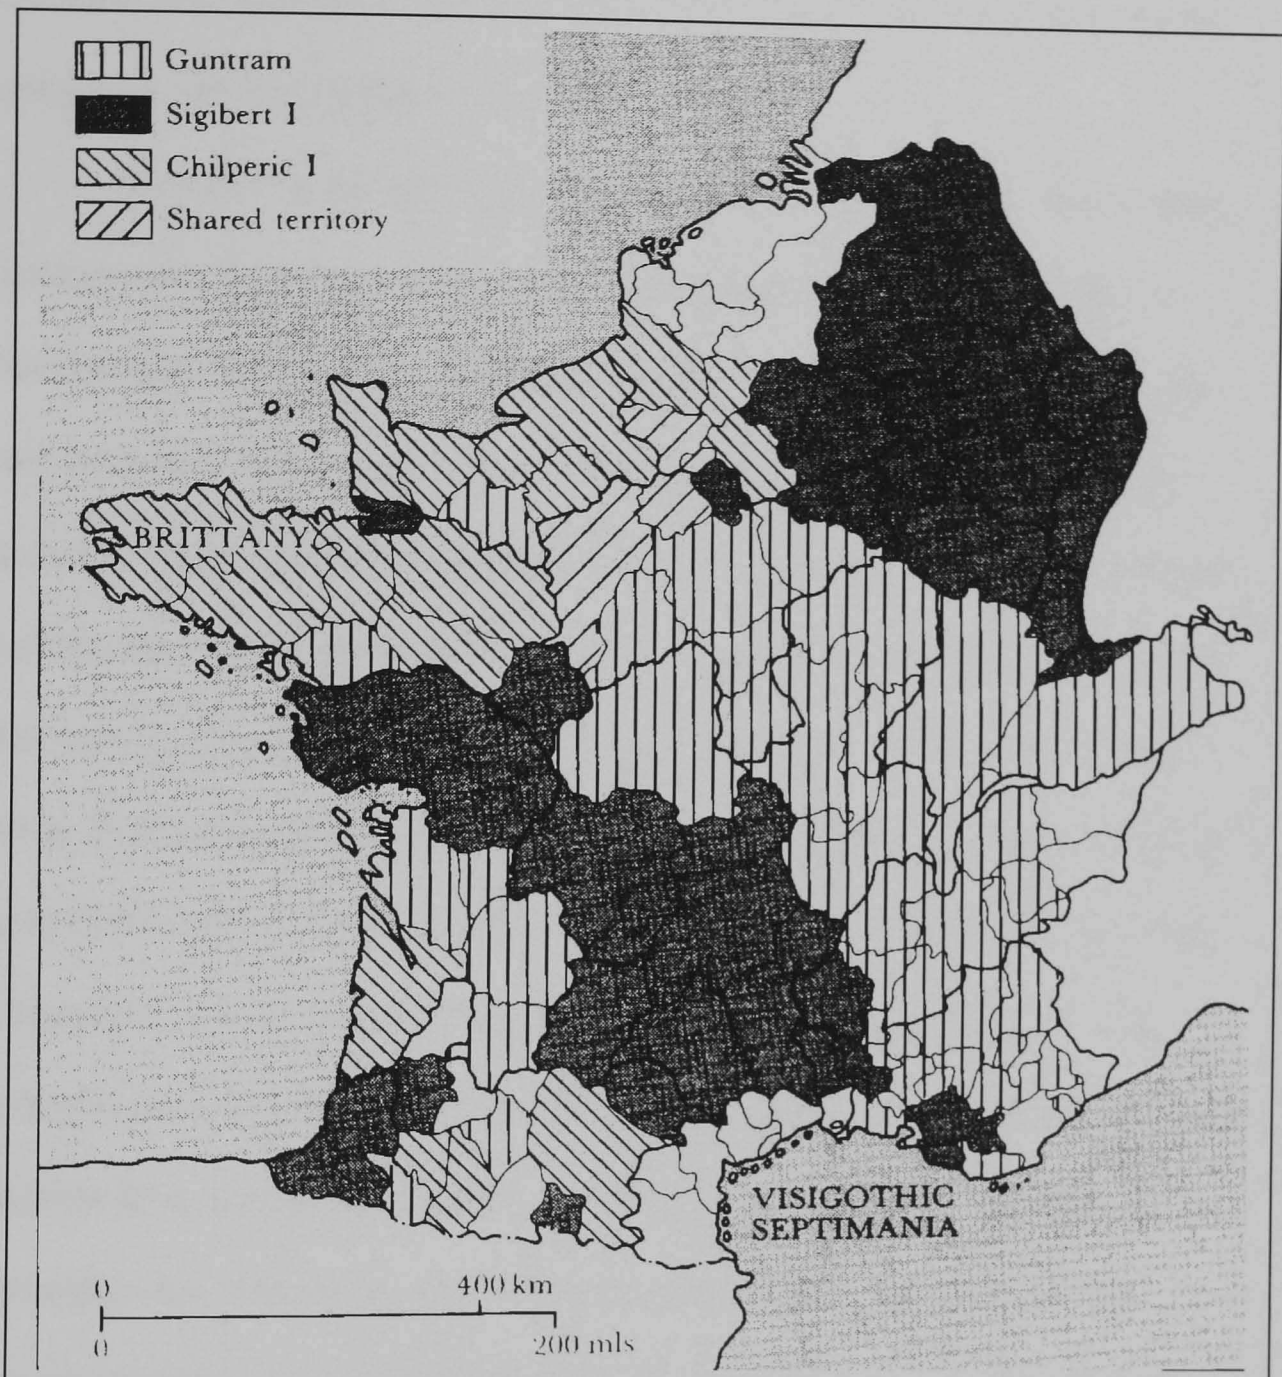 Guntram
Sigibert I
Chilperic I
Shared territory
BRITTANY
VISIGOTHIC
SEPTIMANIA
0 400 km
0 200 mls